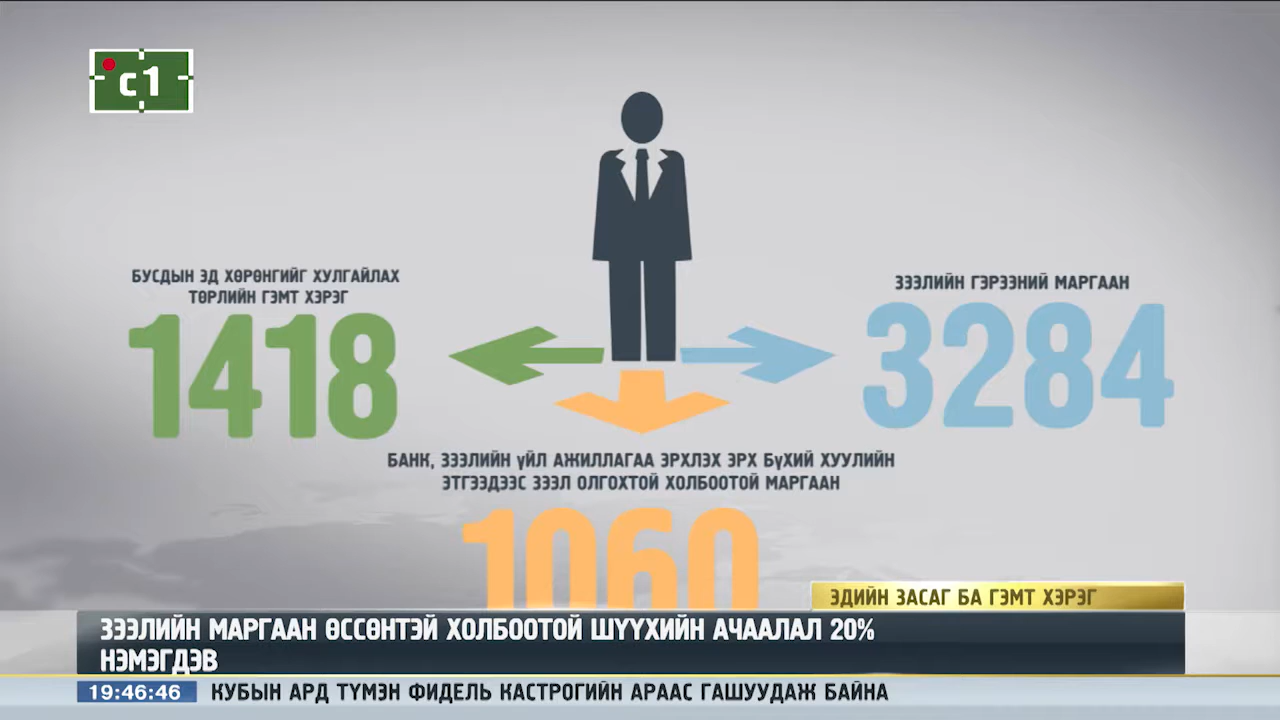 с1
БУСДЫН ЭД ХӨРӨНГИЙГ ХУЛГАЙЛАХ
ТӨРЛИЙН ГЭМТ ХЭРЭГ
1418
ЗЭЭЛИЙН ГЭРЭЭНИЙ МАРГААН
3284
БАНК, ЗЭЭЛИЙН үЙЛ АЖИЛЛАГАА ЭРХЛЭХ ЭРХ БүХИЙ ХУУЛИЙН
ЭТГЭЭДЭЭС ЗЭЭЛ ОЛГОХТОЙ ХОЛБООТОЙ МАРГААН
1060
ЭДИЙН ЗАСАГ БА ГЭМТ ХЭРЭГ
ЗЭЭЛИЙН МАРГААН ӨССӨНТЭЙ ХОЛБООТОЙ ШҮҮХИЙН АЧААЛАЛ 20%
НЭМЭГДЭВ
19:46:46 КУБЫН АРД ТҮМЭН ФИДЕЛЬ КАСТРОГИЙН АРААС ГАШУУДАЖ БАЙНА